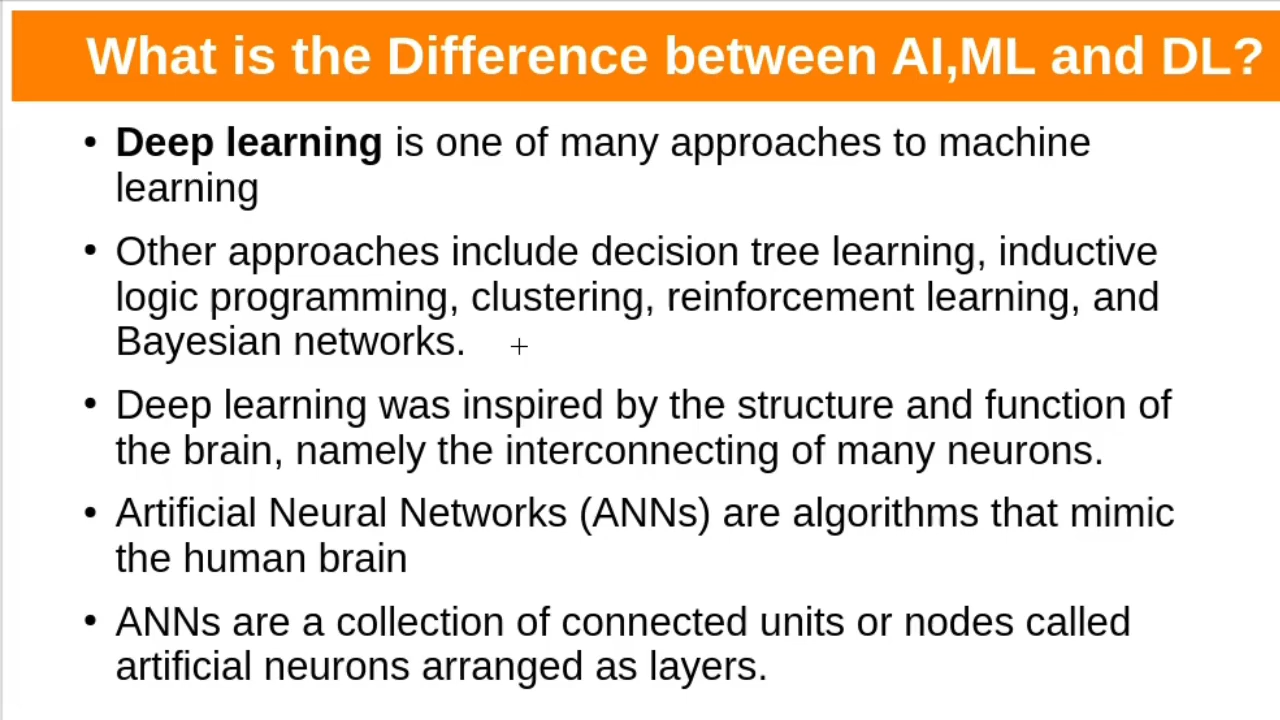 What is the Difference between AI,ML and DL?
• Deep learning is one of many approaches to machine
learning
• Other approaches include decision tree learning, inductive
logic programming, clustering, reinforcement learning, and
Bayesian networks.
• Deep learning was inspired by the structure and function of
the brain, namely the interconnecting of many neurons.
• Artificial Neural Networks (ANNs) are algorithms that mimic
the human brain
• ANNs are a collection of connected units or nodes called
artificial neurons arranged as layers.